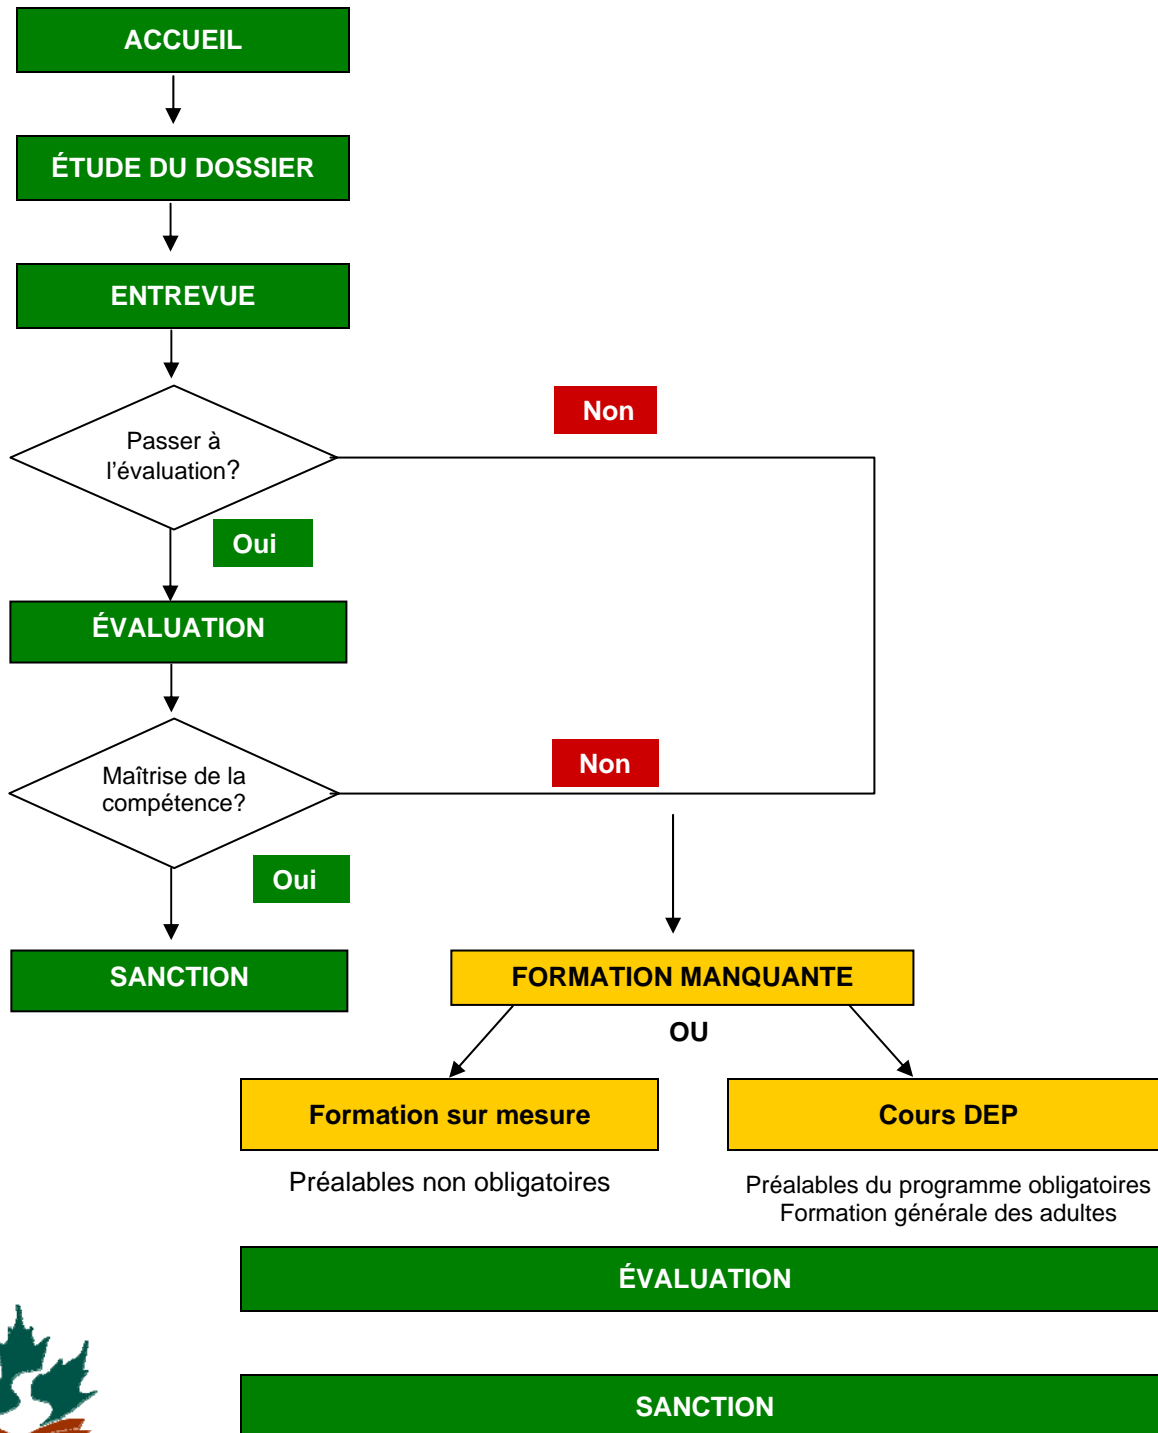 ACCUEIL
ÉTUDE DU DOSSIER
ENTREVUE
Non
Passer à
l'évaluation?
Oui
ÉVALUATION
Non
Maîtrise de la
compétence?
Oui
SANCTION
FORMATION MANQUANTE
OU
Formation sur mesure
Cours DEP
Préalables non obligatoires
Préalables du programme obligatoires
Formation générale des adultes
ÉVALUATION
SANCTION